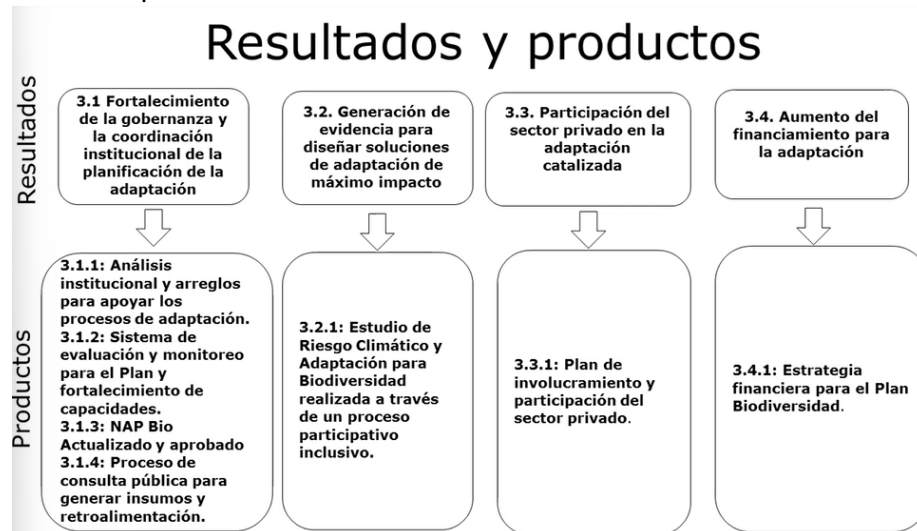 Resultados y productos
Resultados
3.1 Fortalecimiento
de la gobernanza y
la coordinación
institucional de la
planificación de la
adaptación
3.2. Generación de
evidencia para
diseñar soluciones
de adaptación de
máximo impacto
3.3. Participación del
sector privado en la
adaptación
catalizada
3.4. Aumento del
financiamiento para
la adaptación
Productos
3.1.1: Análisis
institucional y arreglos
para apoyar los
procesos de adaptación.
3.1.2: Sistema de
evaluación y monitoreo
para el Plan y
fortalecimiento de
capacidades.
3.1.3: NAP Bio
Actualizado y aprobado
3.1.4: Proceso de
consulta pública para
generar insumos y
retroalimentación.
3.2.1: Estudio de
Riesgo Climático y
Adaptación para
Biodiversidad
realizada a través
de un proceso
participativo
inclusivo.
3.3.1: Plan de
involucramiento y
participación del
sector privado.
3.4.1: Estrategia
financiera para el Plan
Biodiversidad.